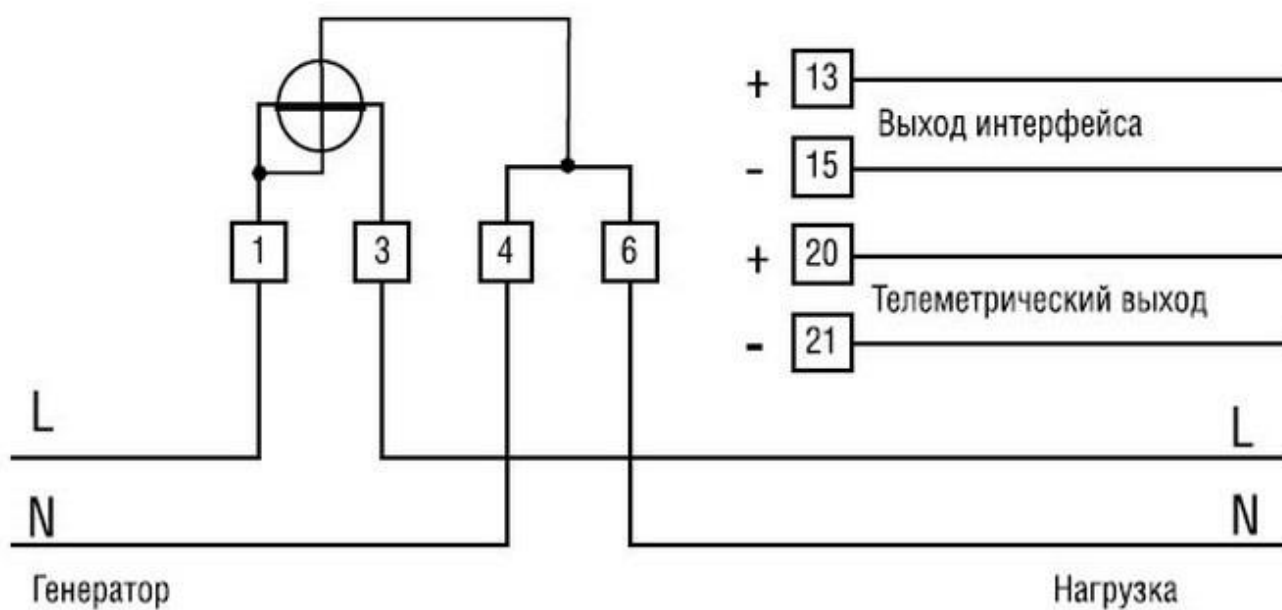 + 13
Выход интерфейса
- 15
1 3 4 6
+ 20
Телеметрический выход
- 21
L L
N N
Генератор Нагрузка